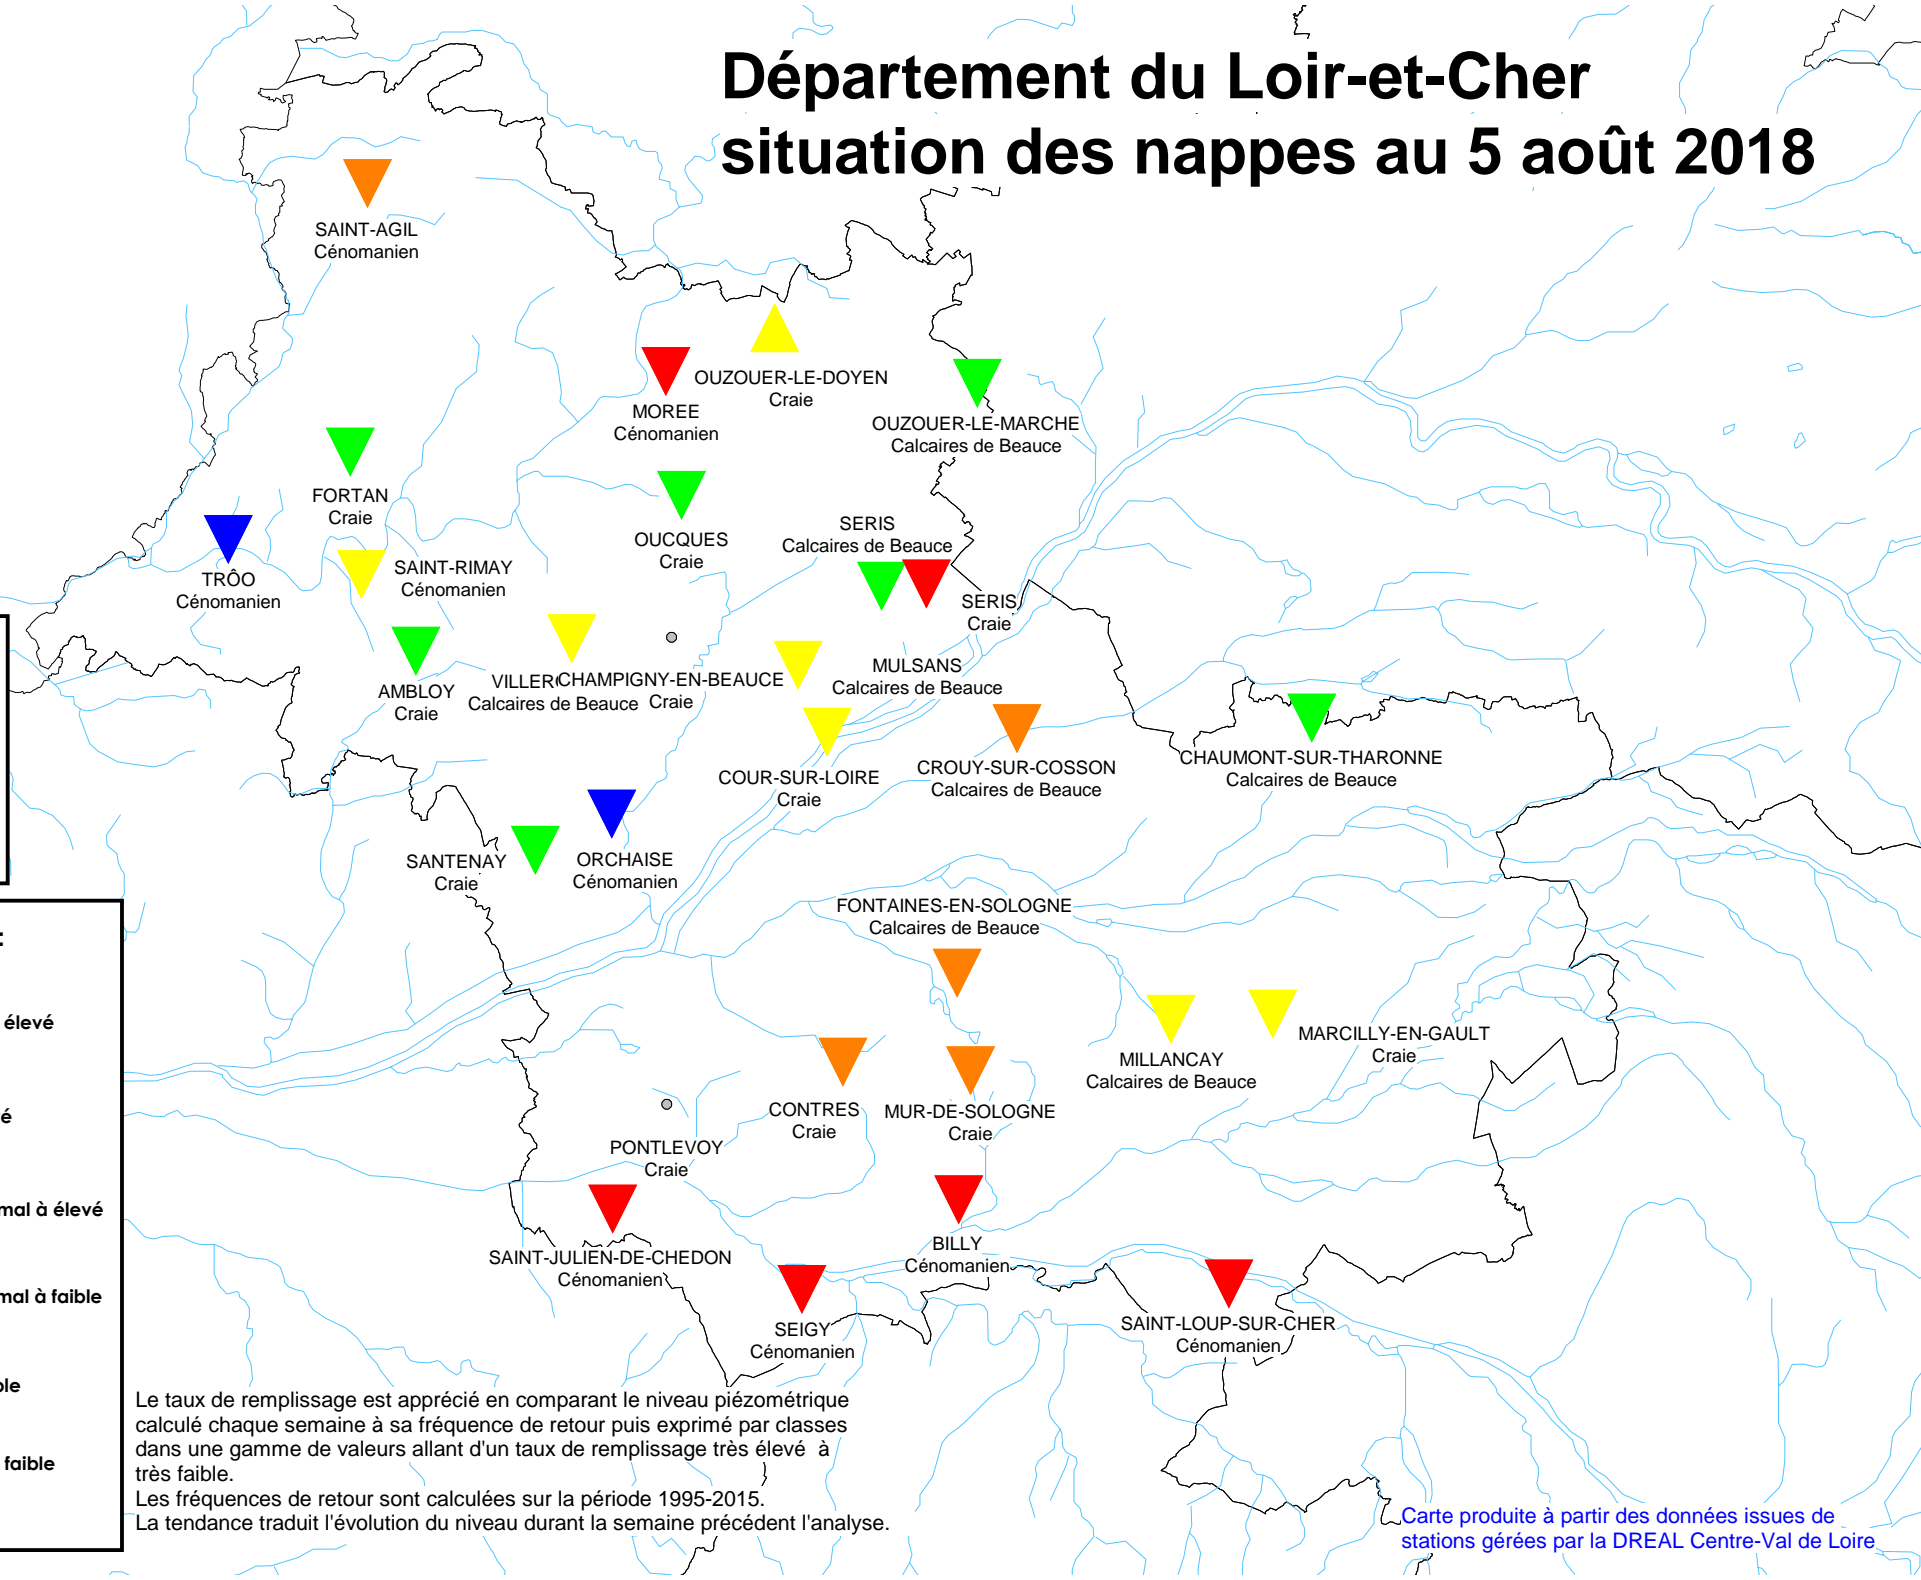 Département du Loir-et-Cher
situation des nappes au 5 août 2018
SAINT-AGIL
Cénomanien
OUZOUER-LE-DOYEN
Craie
MOREE
Cénomanien
OUZOUER-LE-MARCHE
Calcaires de Beauce
FORTAN
Craie
OUCQUES
Craie
SERIS
Calcaires de Beauce
TRÔO
Cénomanien
SAINT-RIMAY
Cénomanien
SERIS
Craie
AMBLOY
Craie
Calcaires de Beauce
CHAMPIGNY-EN-BEAUCE
Craie
MULSANS
Calcaires de Beauce
COUR-SUR-LOIRE
Craie
CROUY-SUR-COSSON
Calcaires de Beauce
CHAUMONT-SUR-THARONNE
Calcaires de Beauce
SANTENAY
Craie
ORCHAISE
Cénomanien
FONTAINES-EN-SOLOGNE
Calcaires de Beauce
MILLANCAY
Calcaires de Beauce
MARCILLY-EN-GAULT
Craie
CONTRES
Craie
MUR-DE-SOLOGNE
Craie
PONTLEVOY
Craie
SAINT-JULIEN-DE-CHEDON
Cénomanien
BILLY
Cénomanien
SEIGY
Cénomanien
SAINT-LOUP-SUR-CHER
Cénomanien
:
élevé
é
mal à élevé
mal à faible
ble
faible
Le taux de remplissage est apprécié en comparant le niveau piézométrique
calculé chaque semaine à sa fréquence de retour puis exprimé par classes
dans une gamme de valeurs allant d'un taux de remplissage très élevé à
très faible.
Les fréquences de retour sont calculées sur la période 1995-2015.
La tendance traduit l'évolution du niveau durant la semaine précédent l'analyse.
Carte produite à partir des données issues de
stations gérées par la DREAL Centre-Val de Loire